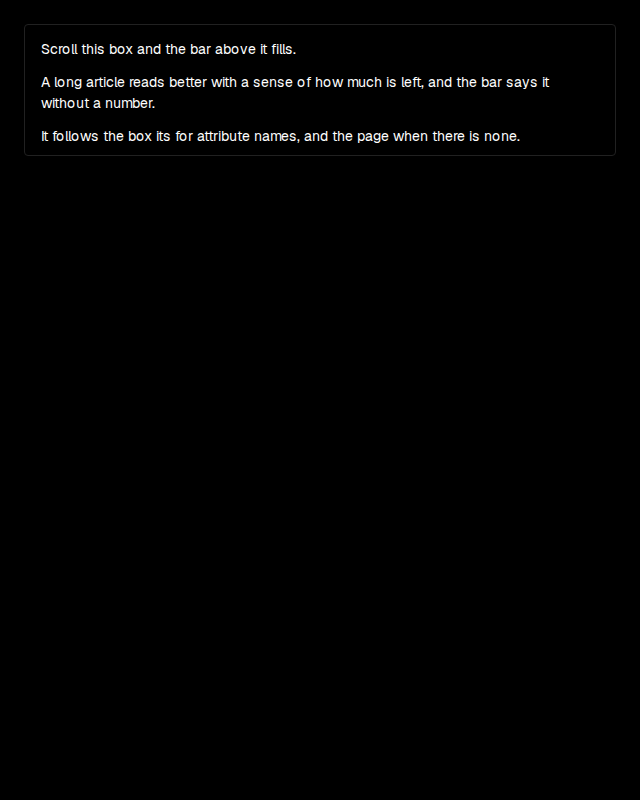 Scroll this box and the bar above it fills.
A long article reads better with a sense of how much is left, and the bar says it
without a number.
It follows the box its for attribute names, and the page when there is none.